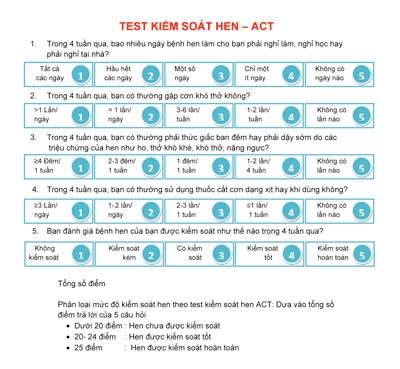 TEST KIỂM SOÁT HEN – ACT
1. Trong 4 tuần qua, bao nhiêu ngày bệnh hen làm cho bạn phải nghỉ làm, nghỉ học hay
phải nghỉ tại nhà?
Tất cả các ngày 1 Hầu hết các ngày 2 Một số ngày 3 Chỉ một ít ngày 4 Không có ngày nào 5
2. Trong 4 tuần qua, bạn có thường gặp cơn khó thở không?
>1 Lần/ ngày 1 = 1 lần/ ngày 2 3-6 lần/ tuần 3 1-2 lần/ tuần 4 Không có lần nào 5
3. Trong 4 tuần qua, bạn có thường phải thức giấc ban đêm hay phải dậy sớm do các
triệu chứng của hen như ho, thở khò khè, khó thở, nặng ngực?
≥4 Đêm/ 1 tuần 1 2-3 đêm/ 1 tuần 2 1 đêm / 1 tuần 3 1-2 lần/ 4 tuần 4 Không có lần nào 5
4. Trong 4 tuần qua, bạn có thường sử dụng thuốc cắt cơn dạng xịt hay khi dùng không?
≥3 Lần/ ngày 1 1-2 lần/ ngày 2 2-3 lần/ 1 tuần 3 ≤1 lần/ 1 tuần 4 Không có lần nào 5
5. Bạn đánh giá bệnh hen của bạn được kiểm soát như thế nào trong 4 tuần qua?
Không kiểm soát 1 Kiểm soát kém 2 Có kiểm soát 3 Kiểm soát tốt 4 Kiểm soát hoàn toàn 5
Tổng số điểm
Phân loại mức độ kiểm soát hen theo test kiểm soát hen ACT: Dựa vào tổng số
điểm trả lời của 5 câu hỏi
• Dưới 20 điểm : Hen chưa được kiểm soát
• 20- 24 điểm : Hen được kiểm soát tốt
• 25 điểm : Hen được kiểm soát hoàn toàn